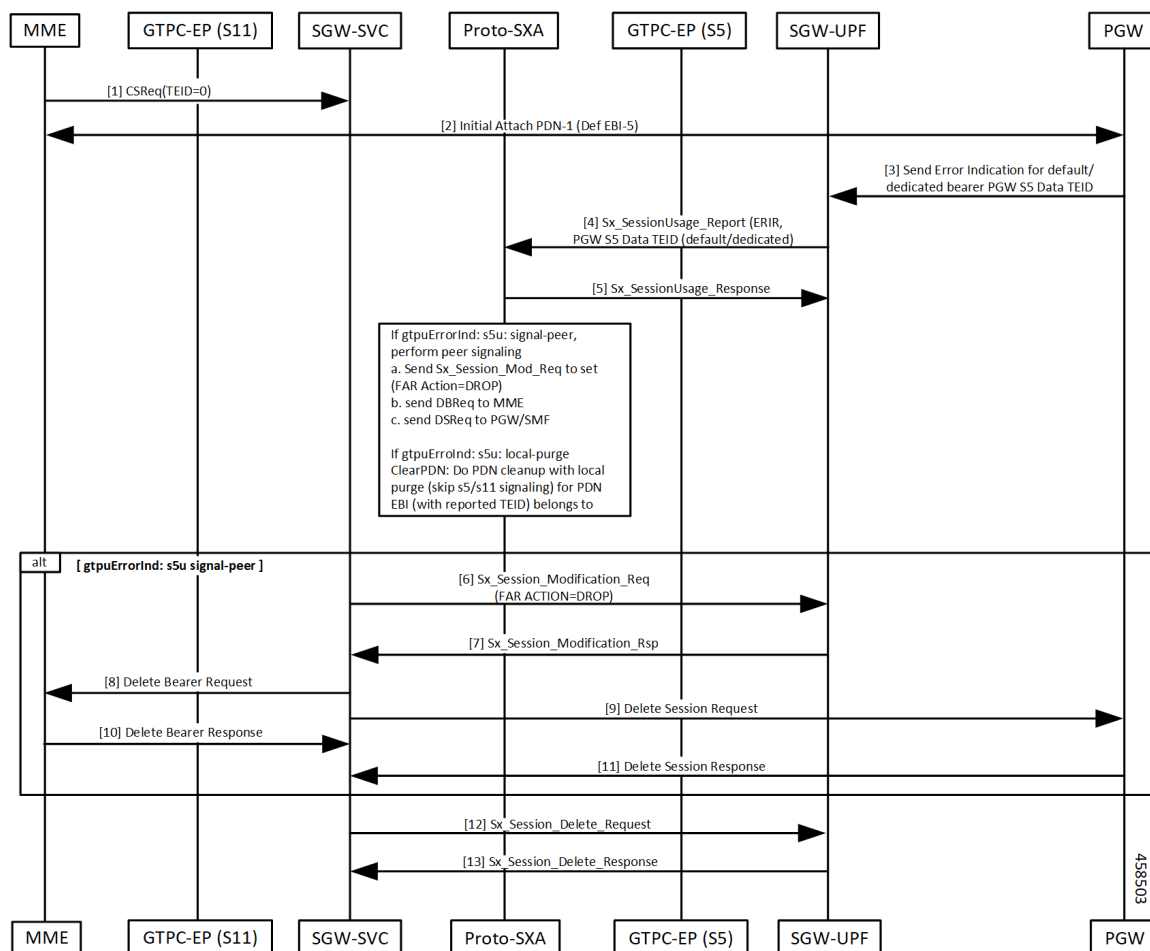 MME
GTPC-EP (S11)
SGW-SVC
Proto-SXA
GTPC-EP (S5)
SGW-UPF
PGW
[1] CSReq(TEID=0)
[2] Initial Attach PDN-1 (Def EBI-5)
[3] Send Error Indication for default/
dedicated bearer PGW S5 Data TEID
[4] Sx_SessionUsage_Report (ERIR,
PGW S5 Data TEID (default/dedicated)
[5] Sx_SessionUsage_Response
If gtpuErrorInd: s5u: signal-peer,
perform peer signaling
a. Send Sx_Session_Mod_Req to set
(FAR Action=DROP)
b. send DBReq to MME
c. send DSReq to PGW/SMF
If gtpuErroInd: s5u: local-purge
ClearPDN: Do PDN cleanup with local
purge (skip s5/s11 signaling) for PDN
EBI (with reported TEID) belongs to
alt
[ gtpuErrorInd: s5u signal-peer ]
[6] Sx_Session_Modification_Req
(FAR ACTION=DROP)
[7] Sx_Session_Modification_Rsp
[8] Delete Bearer Request
[9] Delete Session Request
[10] Delete Bearer Response
[11] Delete Session Response
[12] Sx_Session_Delete_Request
[13] Sx_Session_Delete_Response
458503
MME
GTPC-EP (S11)
SGW-SVC
Proto-SXA
GTPC-EP (S5)
SGW-UPF
PGW